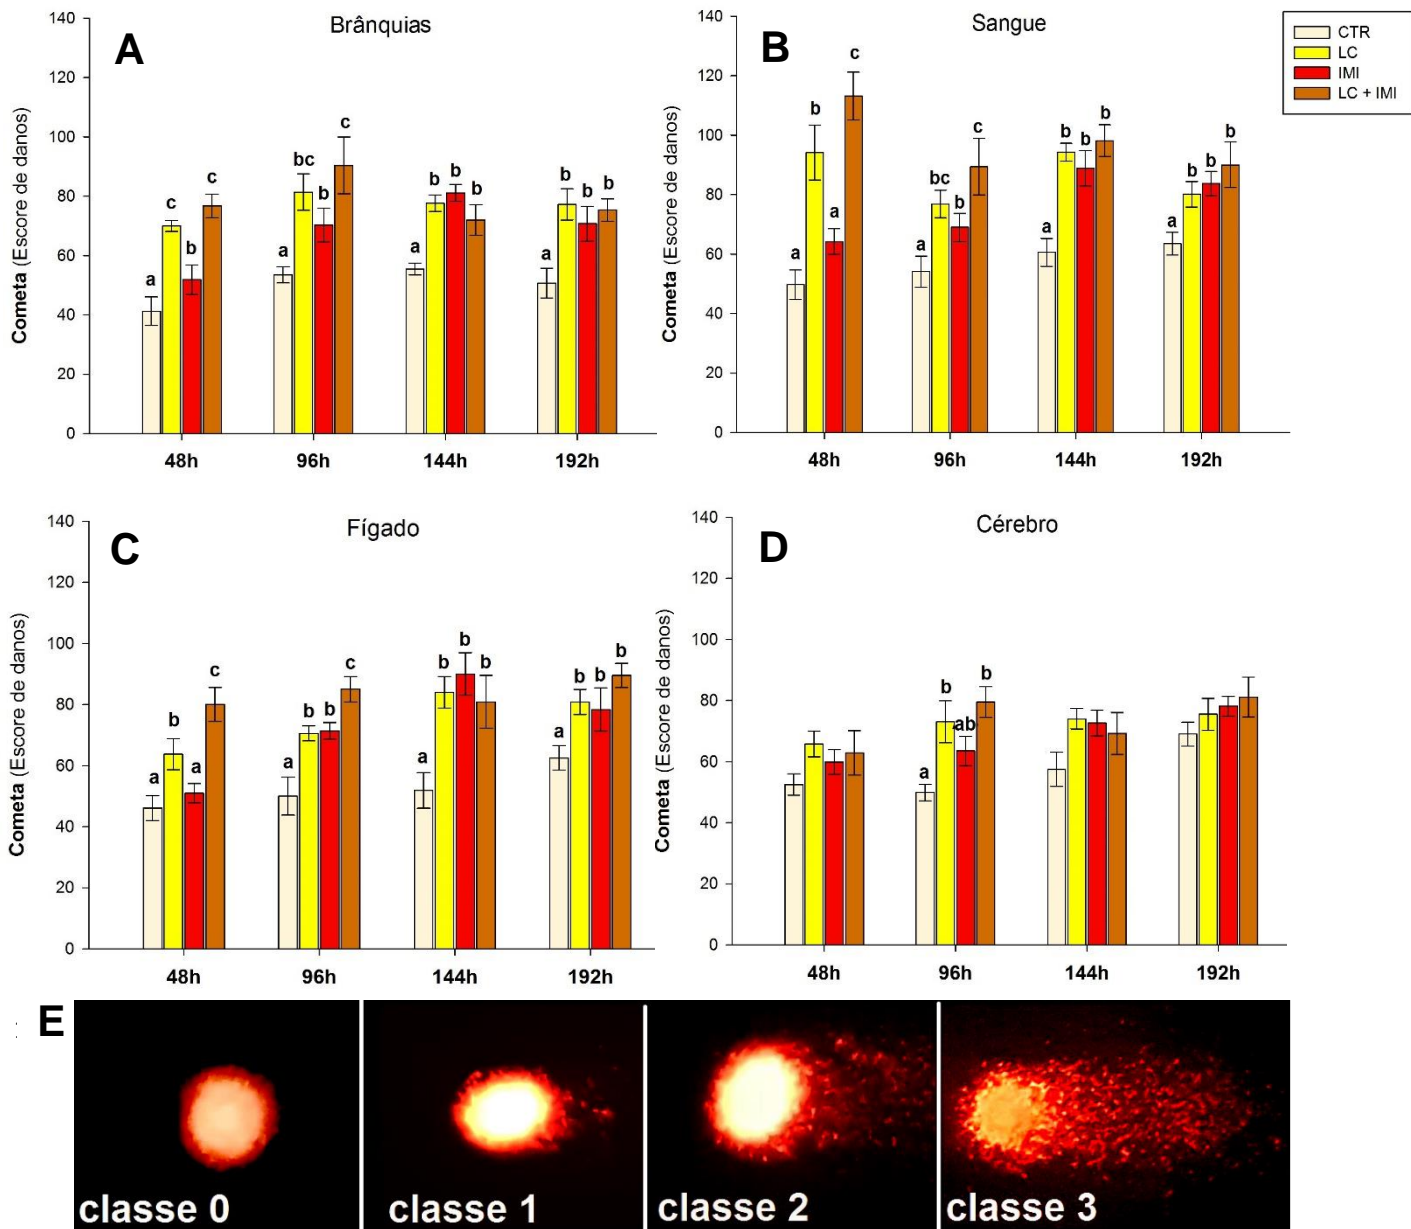 A
Brânquias
Cometa (Escore de danos)
140
120
100
80
60
40
20
0
a
c
b
c
a
bc
b
c
a
b
b
b
a
b
b
b
48h
96h
144h
192h
B
Sangue
Cometa (Escore de danos)
140
120
100
80
60
40
20
0
a
b
a
c
a
bc
b
c
a
b
b
b
a
b
b
b
48h
96h
144h
192h
CTR
LC
IMI
LC + IMI
C
Fígado
Cometa (Escore de danos)
140
120
100
80
60
40
20
0
a
b
a
c
a
b
b
c
a
b
b
b
a
b
b
b
48h
96h
144h
192h
D
Cérebro
Cometa (Escore de danos)
140
120
100
80
60
40
20
0
a
b
ab
b
48h
96h
144h
192h
E
classe 0
classe 1
classe 2
classe 3